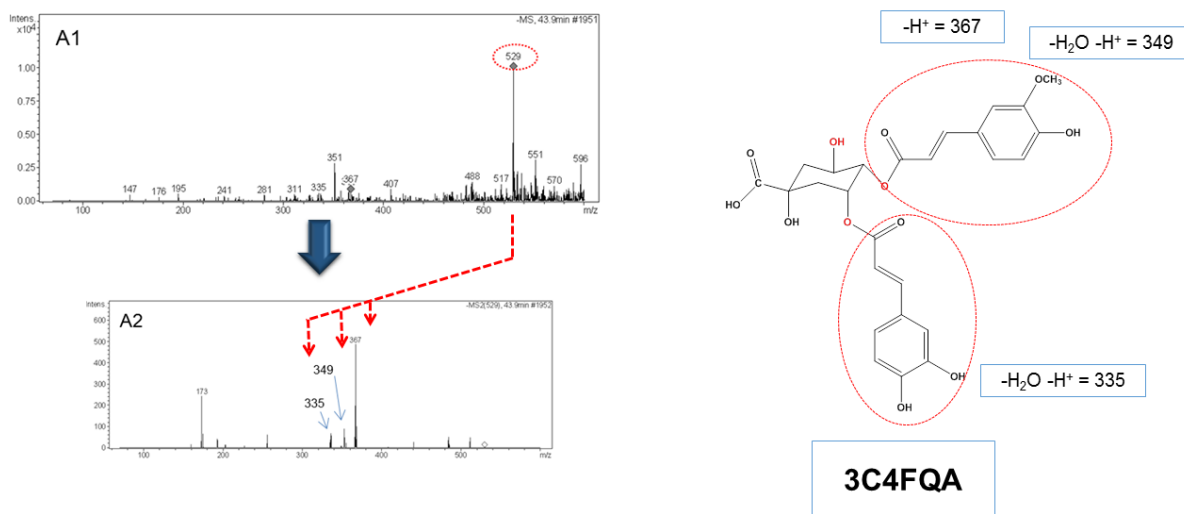 Intens.
x10⁴
-MS, 43.9min #1951
A1
1.00
0.75
0.50
0.25
0.00
147
176
195
241
281
311
335
351
367
407
488
517
529
551
570
596
100
200
300
400
500
m/z
Intens.
-MS2(529), 43.9min #1952
A2
600
500
400
300
200
100
0
173
335
349
367
100
200
300
400
500
m/z
-H⁺ = 367
-H₂O -H⁺ = 349
OCH₃
OH
O
O
OH
O
HO
OH
O
O
OH
OH
-H₂O -H⁺ = 335
3C4FQA